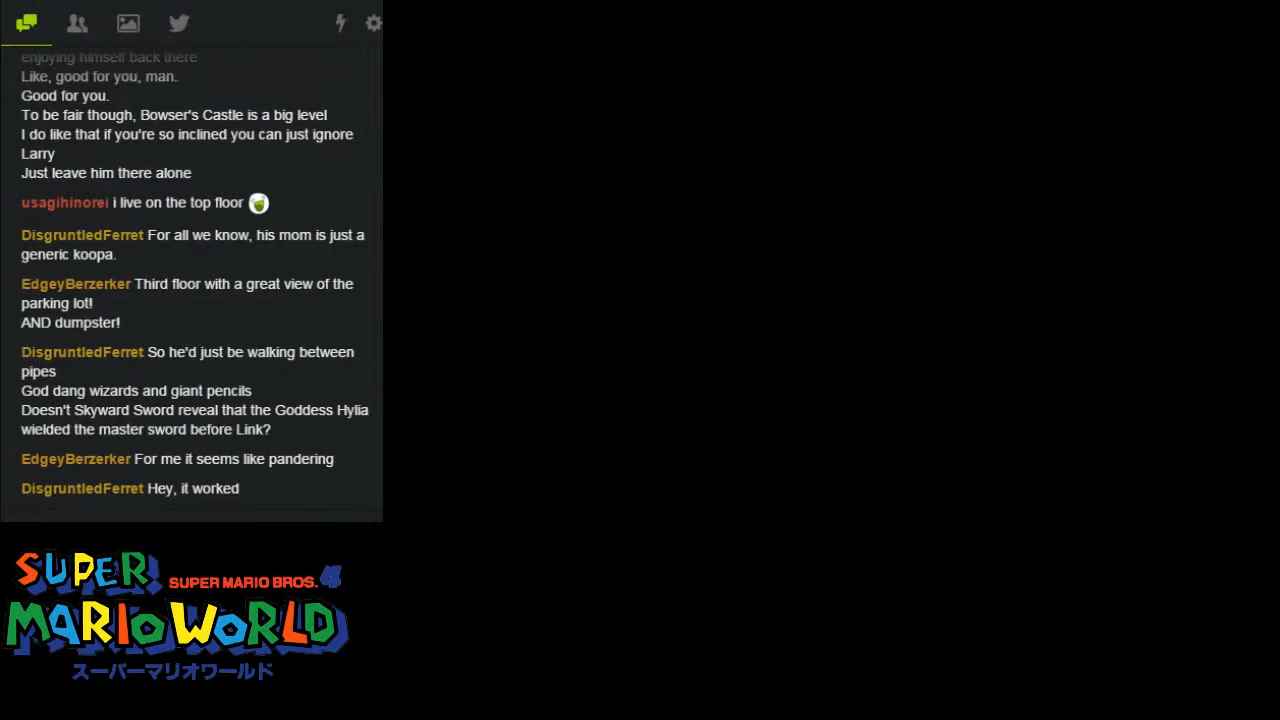 enjoying himself back there
Like, good for you, man.
Good for you.
To be fair though, Bowser's Castle is a big level
I do like that if you're so inclined you can just ignore
Larry
Just leave him there alone
usagihinorei i live on the top floor
DisgruntledFerret For all we know, his mom is just a
generic koopa.
EdgeyBerzerker Third floor with a great view of the
parking lot!
AND dumpster!
DisgruntledFerret So he'd just be walking between
pipes
God dang wizards and giant pencils
Doesn't Skyward Sword reveal that the Goddess Hylia
wielded the master sword before Link?
EdgeyBerzerker For me it seems like pandering
DisgruntledFerret Hey, it worked
SUPER SUPER MARIO BROS. 4
MARIO WORLD
スーパーマリオワールド